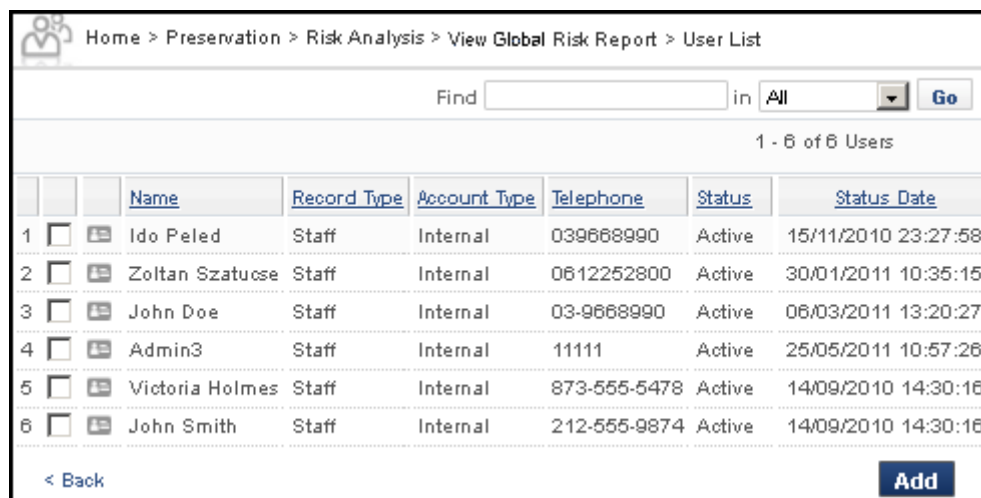 Home > Preservation > Risk Analysis > View Global Risk Report > User List
Find in All Go
1 - 6 of 6 Users
Name Record Type Account Type Telephone Status Status Date
1 Ido Peled Staff Internal 039668990 Active 15/11/2010 23:27:58
2 Zoltan Szatucse Staff Internal 0612252800 Active 30/01/2011 10:35:15
3 John Doe Staff Internal 03-9668990 Active 06/03/2011 13:20:27
4 Admin3 Staff Internal 11111 Active 25/05/2011 10:57:26
5 Victoria Holmes Staff Internal 873-555-5478 Active 14/09/2010 14:30:16
6 John Smith Staff Internal 212-555-9874 Active 14/09/2010 14:30:16
< Back Add